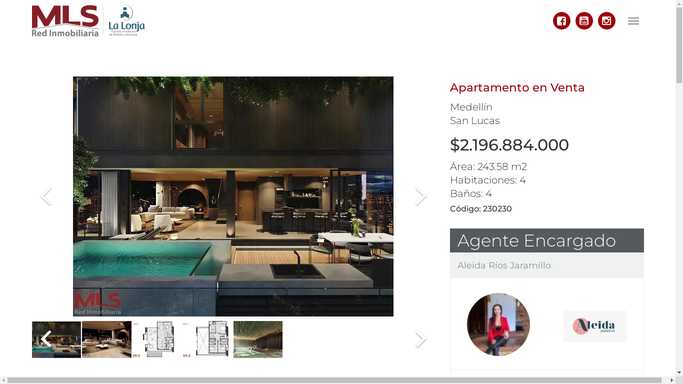 MLS
Red Inmobiliaria
La Lonja
Apartamento en Venta
Medellín
San Lucas
$2.196.884.000
Área: 243.58 m2
Habitaciones: 4
Baños: 4
Código: 230230
Agente Encargado
Aleida Rios Jaramillo
Aleida
MLS
Red Inmobiliaria